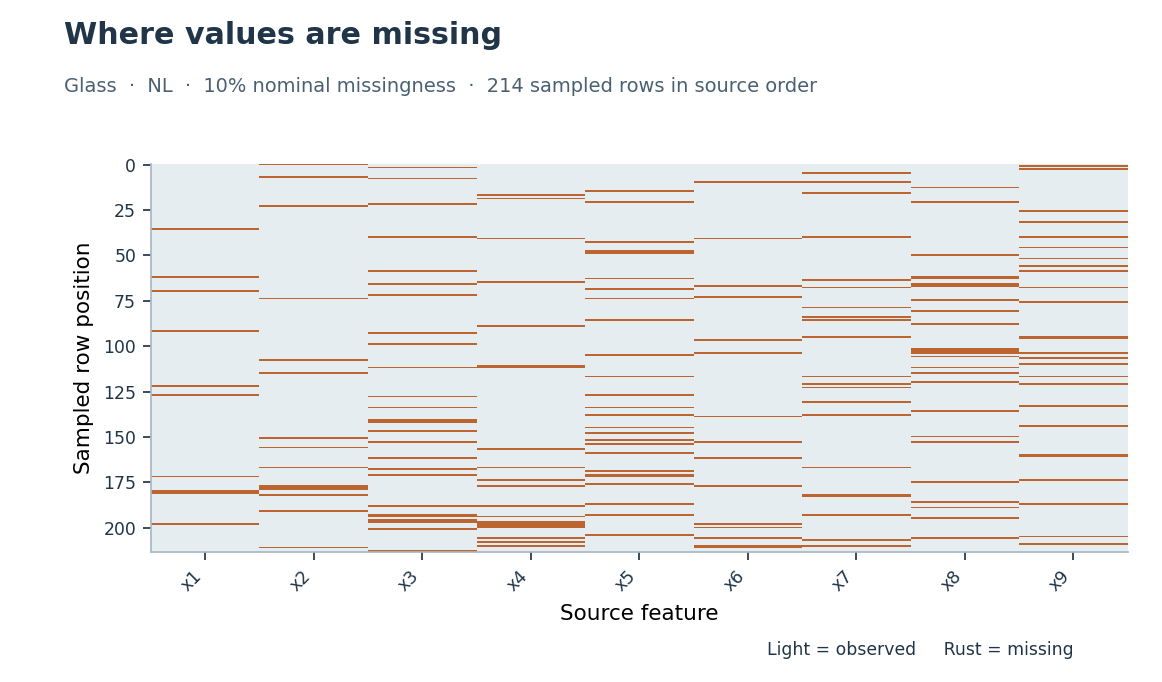 Where values are missing
Glass · NL · 10% nominal missingness · 214 sampled rows in source order
0
25
50
75
100
125
150
175
200
Sampled row position
x1 x2 x3 x4 x5 x6 x7 x8 x9
Source feature
Light = observed Rust = missing